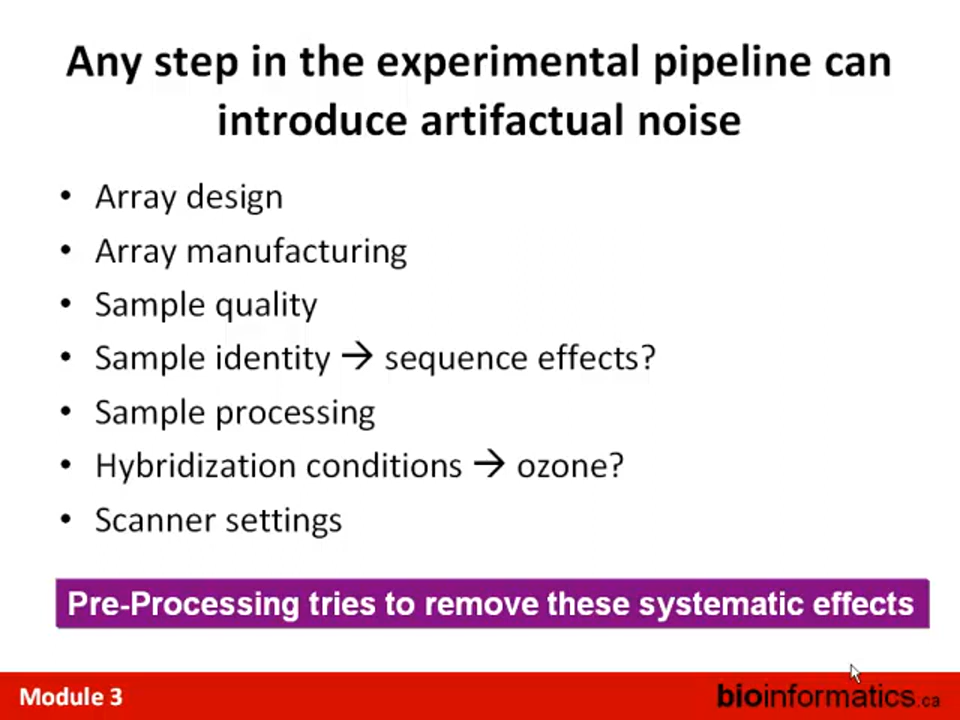 Any step in the experimental pipeline can
introduce artifactual noise
• Array design
• Array manufacturing
• Sample quality
• Sample identity → sequence effects?
• Sample processing
• Hybridization conditions → ozone?
• Scanner settings
Pre-Processing tries to remove these systematic effects
Module 3
bioinformatics.ca